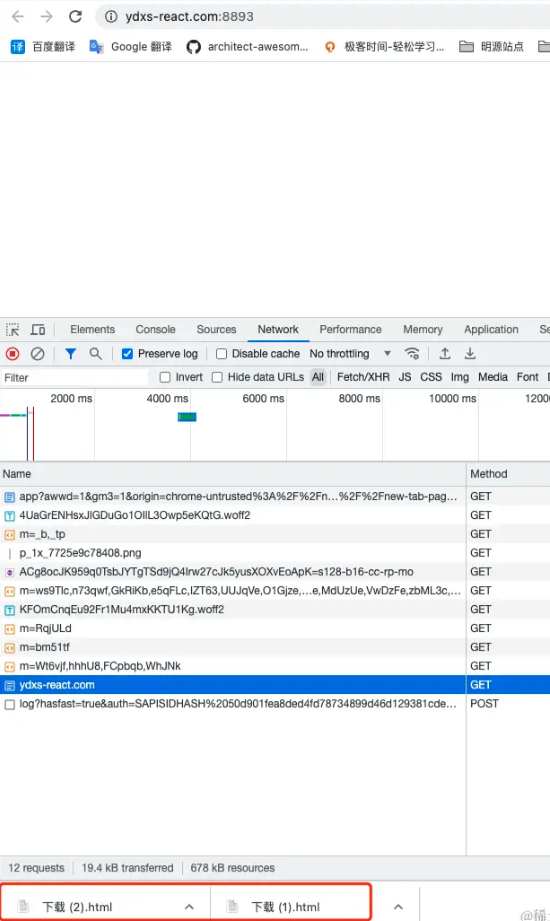 ydxs-react.com:8893
百度翻译 Google 翻译 architect-awesom... 极客时间-轻松学习... 明源站点
Elements Console Sources Network Performance Memory Application Se
Preserve log Disable cache No throttling
Filter Invert Hide data URLs All Fetch/XHR JS CSS Img Media Font D
2000 ms 4000 ms 6000 ms 8000 ms 10000 ms 1200
Name Method
app?awwd=1&gm3=1&origin=chrome-untrusted%3A%2F%2Fn...%2F%2Fnew-tab-pag... GET
4UaGrENHsxJlGDuGo1OIlL3Owp5eKQtG.woff2 GET
m=_b,_tp GET
p_1x_7725e9c78408.png GET
ACg8ocJK959q0TsbJYTgTSd9jQ4lrw27cJk5yusXOXvEoApK=s128-b16-cc-rp-mo GET
m=ws9Tlc,n73qwf,GkRiKb,e5qFLc,IZT63,UUJqVe,O1Gjze,...e,MdUzUe,VwDzFe,zbML3c,... GET
KFOmCnqEu92Fr1Mu4mxKKTU1Kg.woff2 GET
m=RqjULd GET
m=bm51tf GET
m=Wt6vjf,hhhU8,FCpbqb,WhJNk GET
ydxs-react.com GET
log?hasfast=true&auth=SAPISIDHASH%2050d901fea8ded4fd78734899d46d129381cde... POST
12 requests 19.4 kB transferred 678 kB resources
下载 (2).html 下载 (1).html
@稀